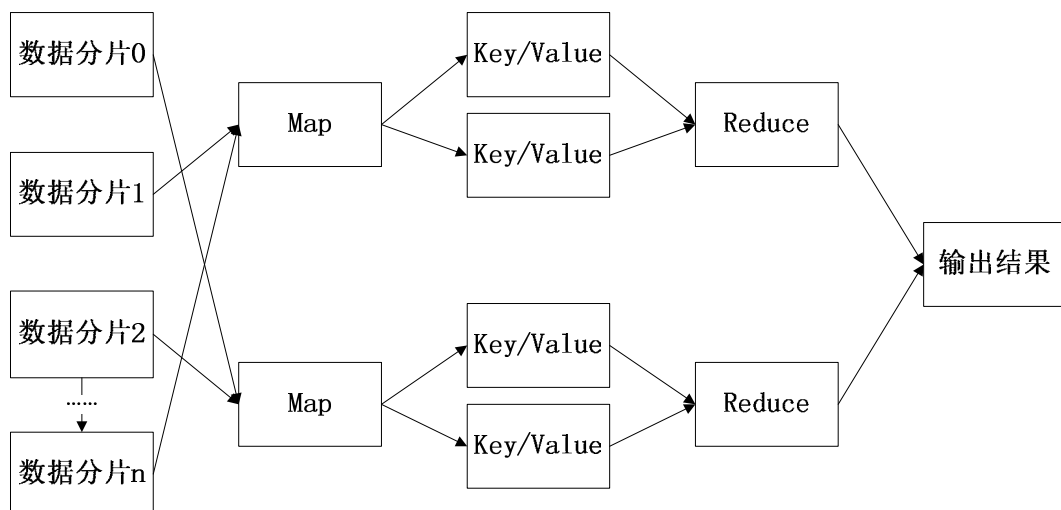 数据分片0
数据分片1
数据分片2
……
数据分片n
Map
Map
Key/Value
Key/Value
Key/Value
Key/Value
Reduce
Reduce
输出结果